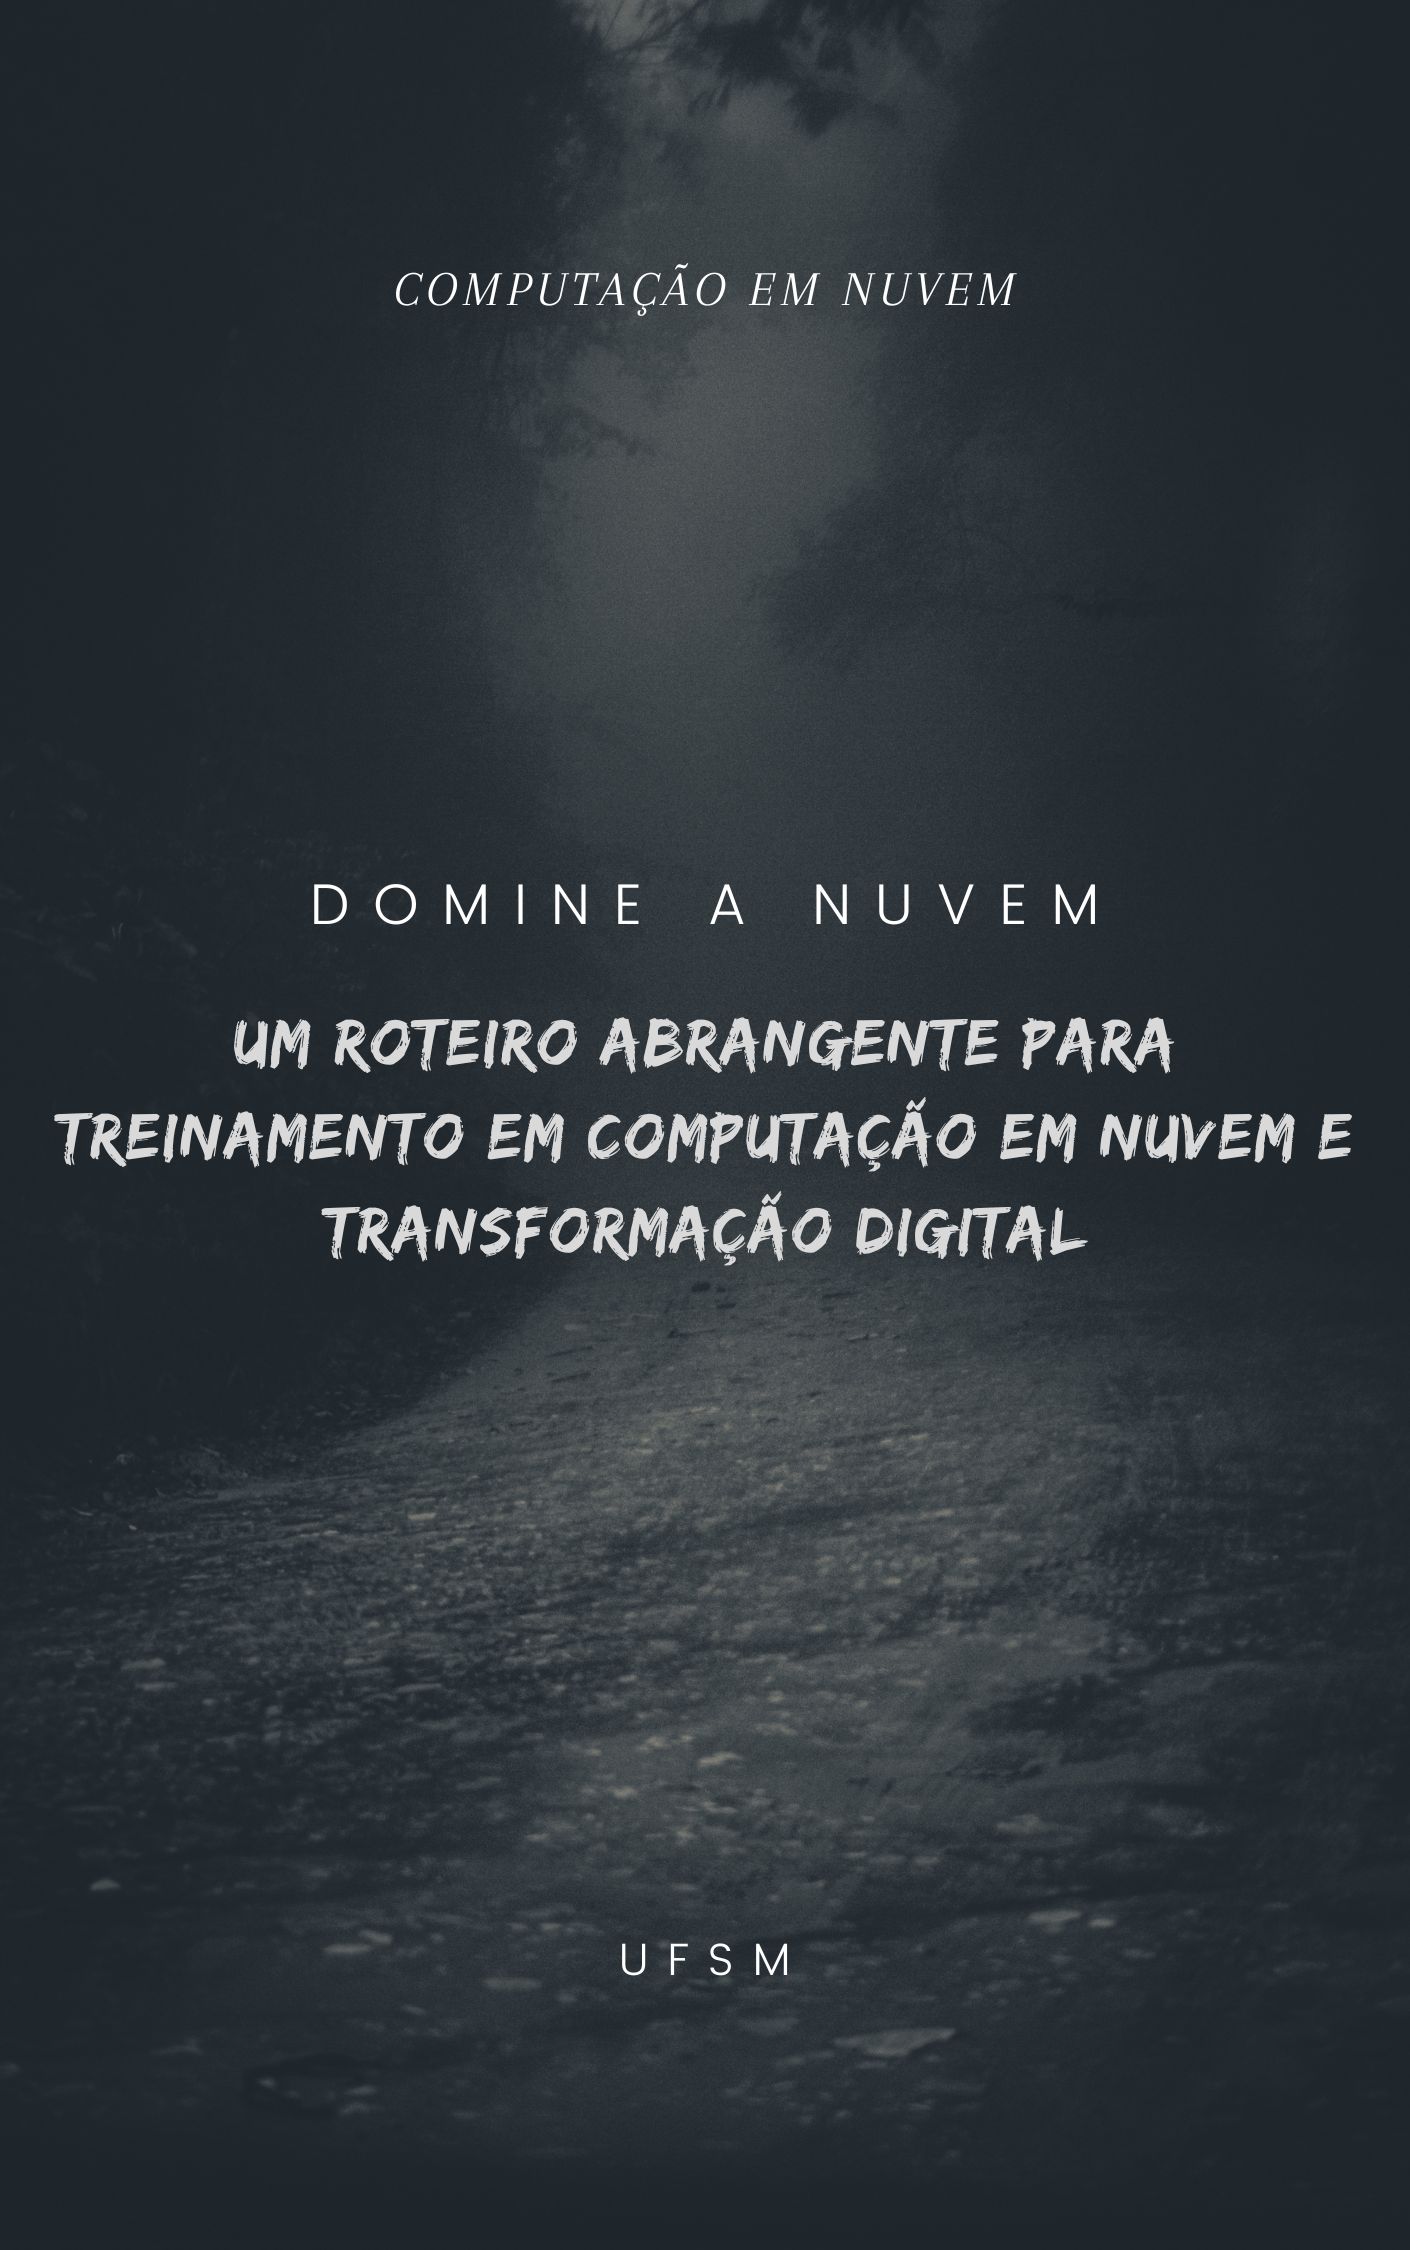 COMPUTAÇÃO EM NUVEM
DOMINE A NUVEM
UM ROTEIRO ABRANGENTE PARA
TREINAMENTO EM COMPUTAÇÃO EM NUVEM E
TRANSFORMAÇÃO DIGITAL
UFSM